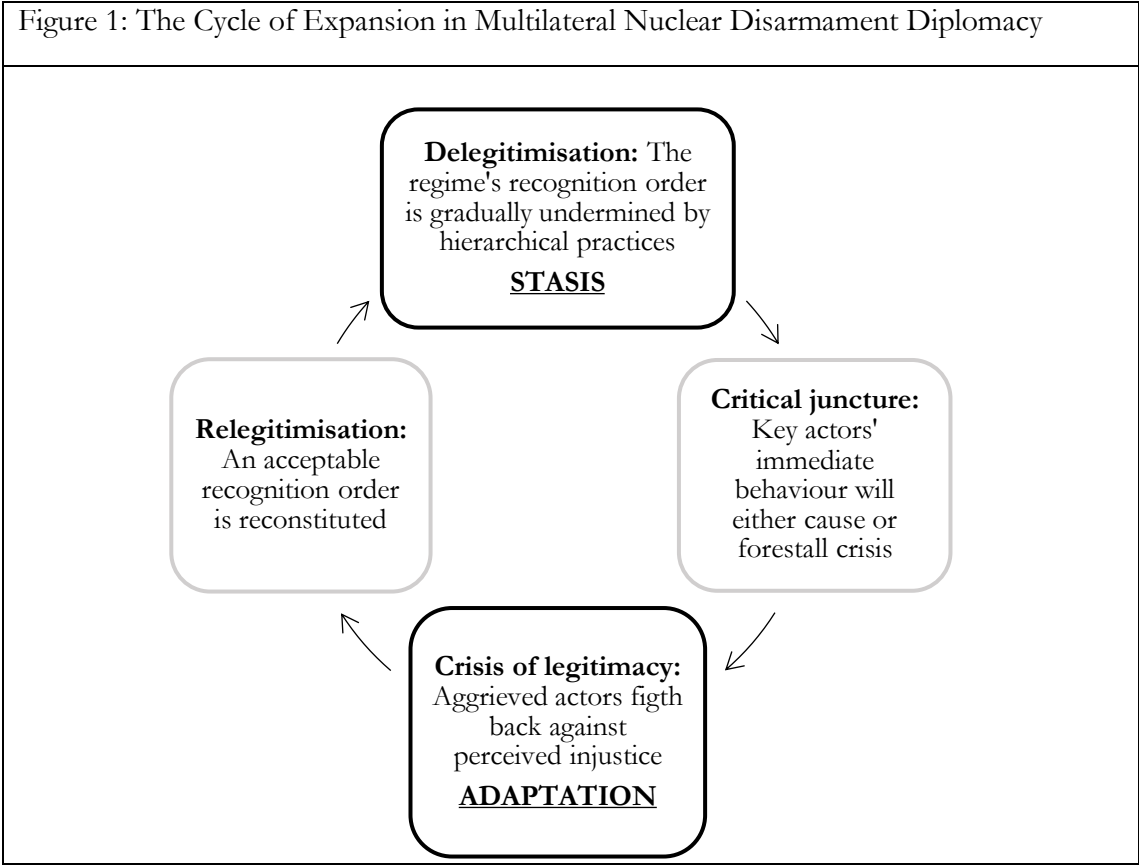 Figure 1: The Cycle of Expansion in Multilateral Nuclear Disarmament Diplomacy
Delegitimisation: The
regime's recognition order
is gradually undermined by
hierarchical practices
STASIS
Critical juncture:
Key actors'
immediate
behaviour will
either cause or
forestall crisis
Crisis of legitimacy:
Aggrieved actors figth
back against
perceived injustice
ADAPTATION
Relegitimisation:
An acceptable
recognition order
is reconstituted